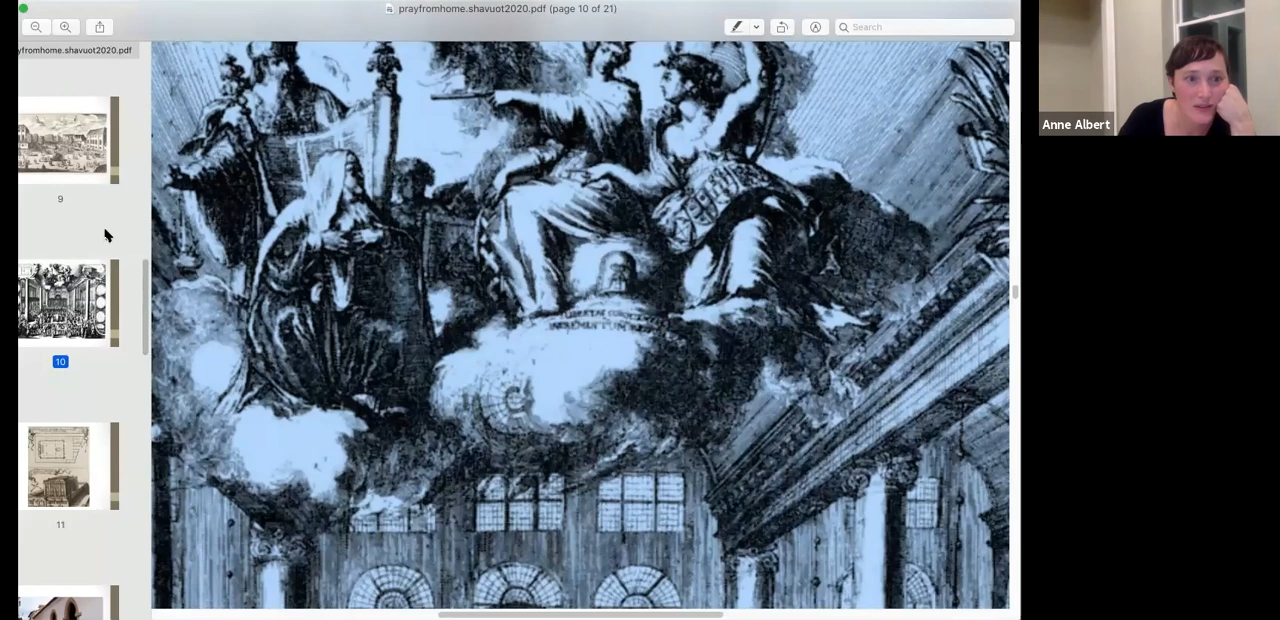 prayfromhome.shavuot2020.pdf (page 10 of 21)
Search
yfromhome.shavuot2020.pdf
9
10
11
Anne Albert